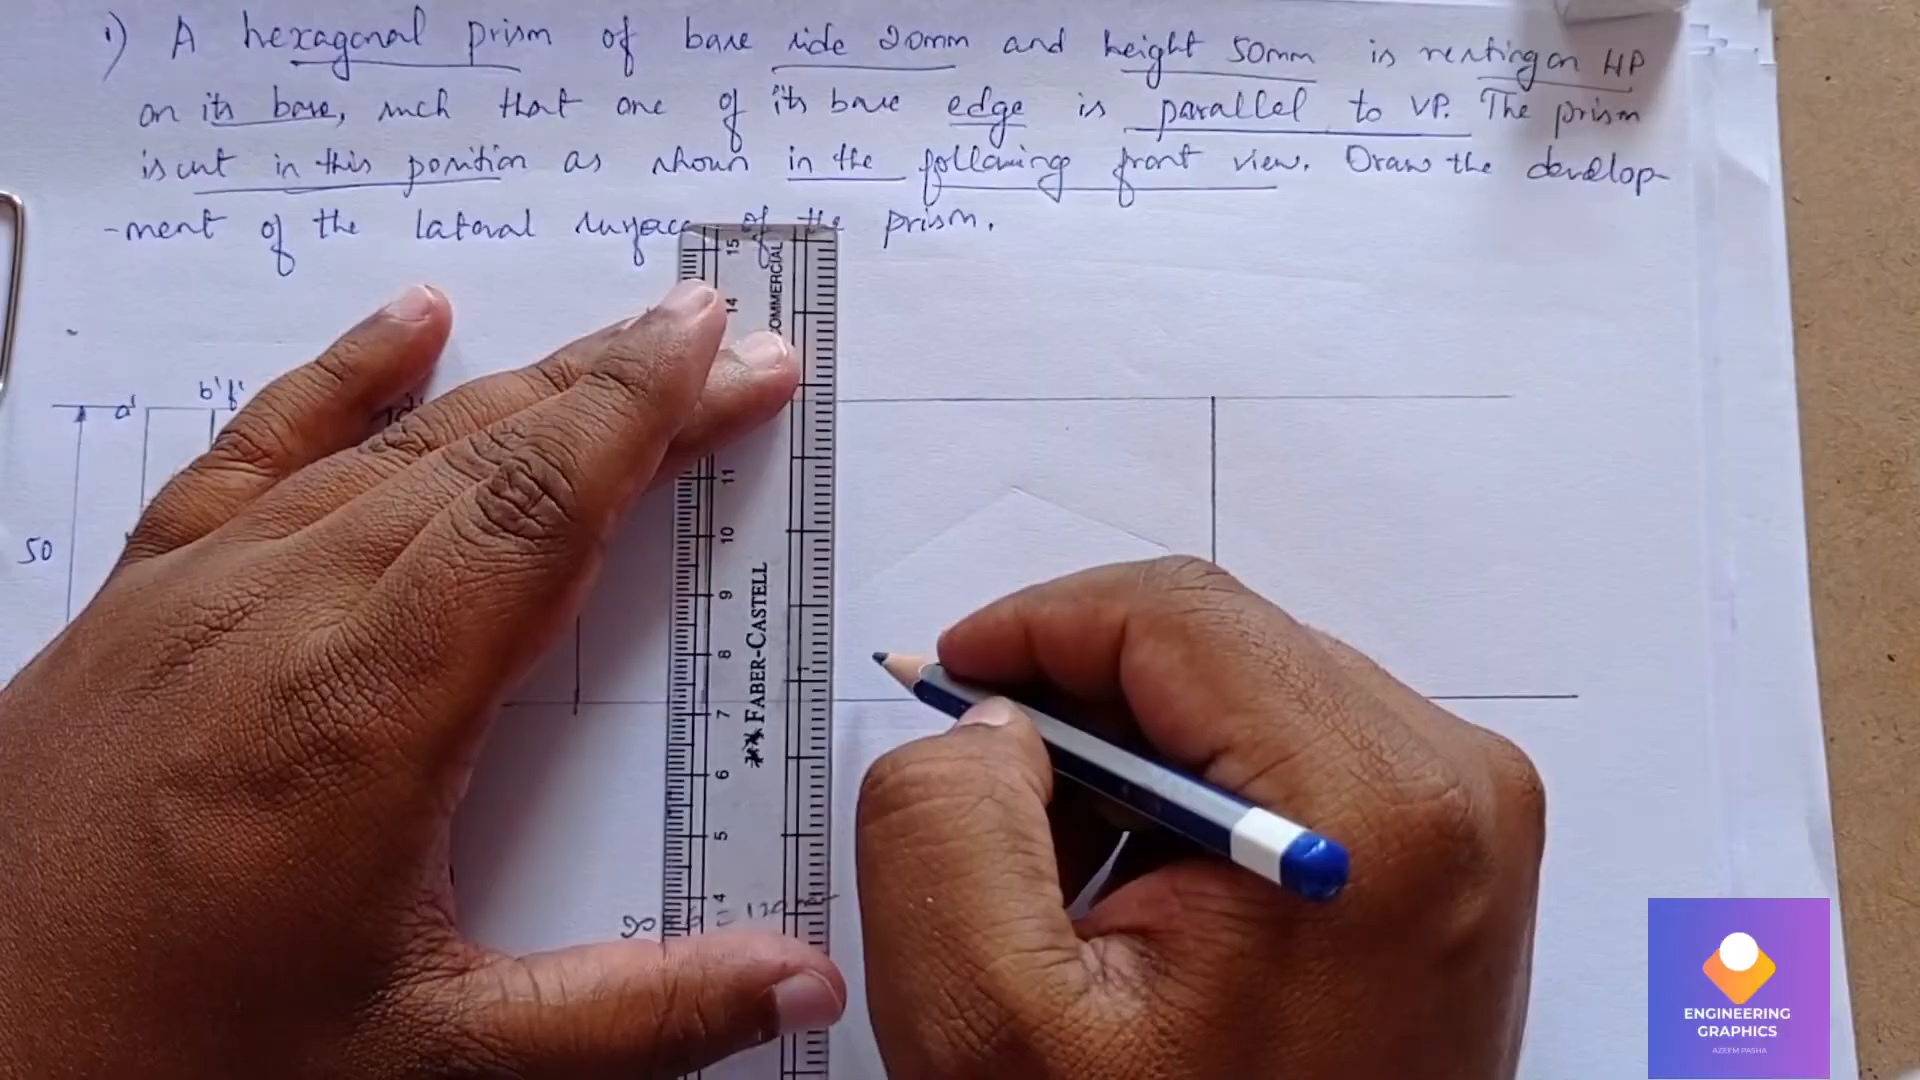 1) A hexagonal prism of base side 20mm and height 50mm is resting on HP
on its base, such that one of its base edge is parallel to VP. The prism
is cut in this position as shown in the following front view. Draw the develop-
-ment of the lateral surface of the prism.
15
COMMERCIAL
14
a' b'f' d'
11
50
10
9
8
FABER-CASTELL
7
6
5
4
= 120mm
ENGINEERING
GRAPHICS
AZEEM PASHA